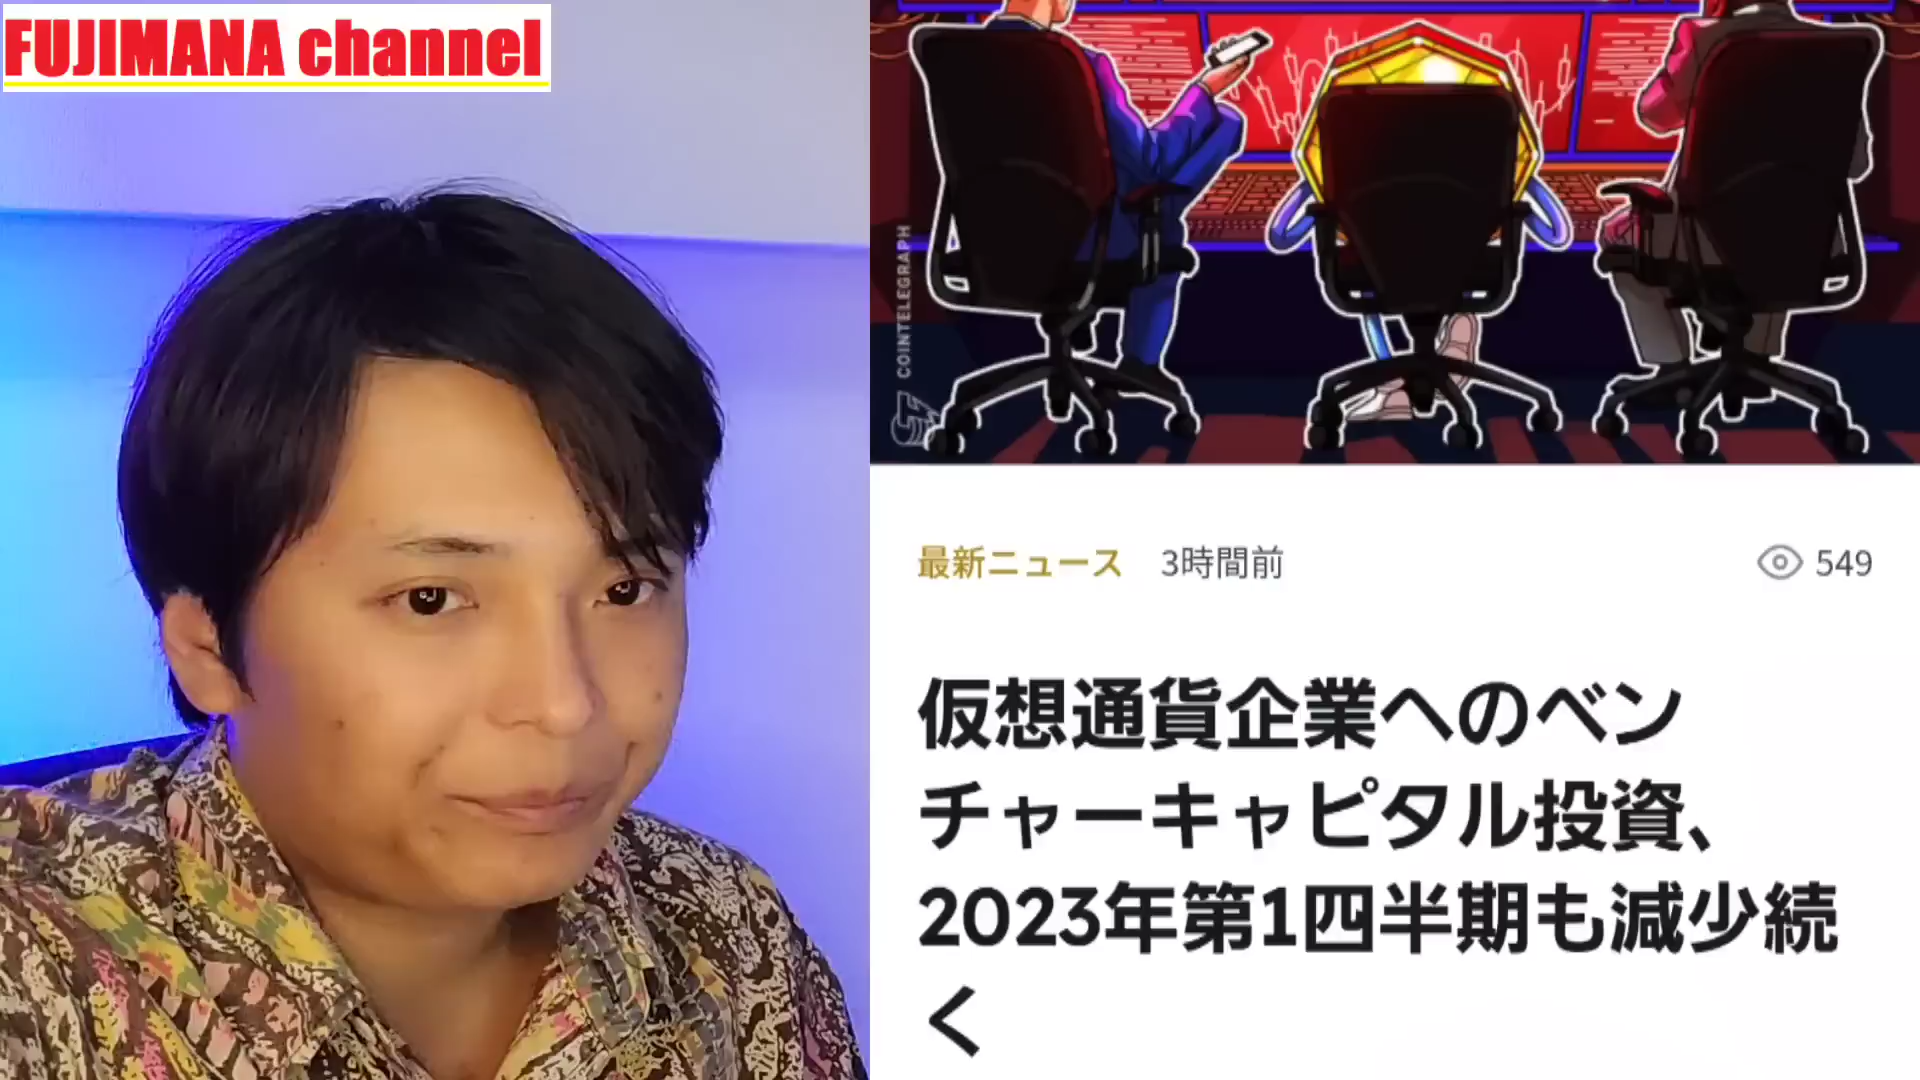 FUJIMANA channel
COINTELEGRAPH
最新ニュース 3時間前 549
仮想通貨企業へのベン
チャーキャピタル投資、
2023年第1四半期も減少続
く